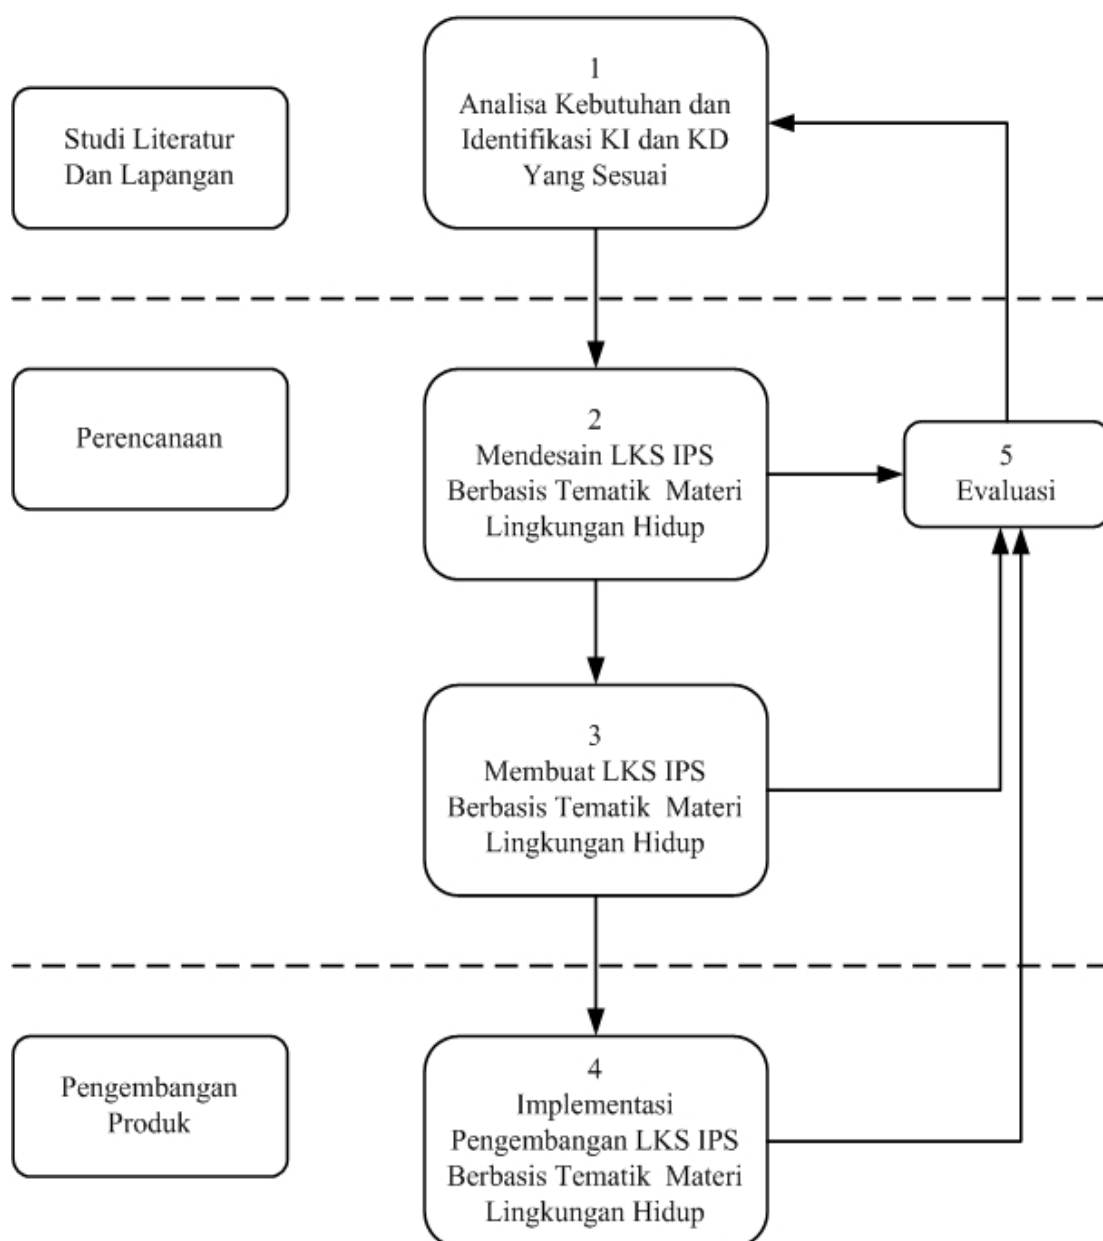 Studi Literatur
Dan Lapangan
1
Analisa Kebutuhan dan
Identifikasi KI dan KD
Yang Sesuai
Perencanaan
2
Mendesain LKS IPS
Berbasis Tematik  Materi
Lingkungan Hidup
5
Evaluasi
3
Membuat LKS IPS
Berbasis Tematik  Materi
Lingkungan Hidup
Pengembangan
Produk
4
Implementasi
Pengembangan LKS IPS
Berbasis Tematik  Materi
Lingkungan Hidup